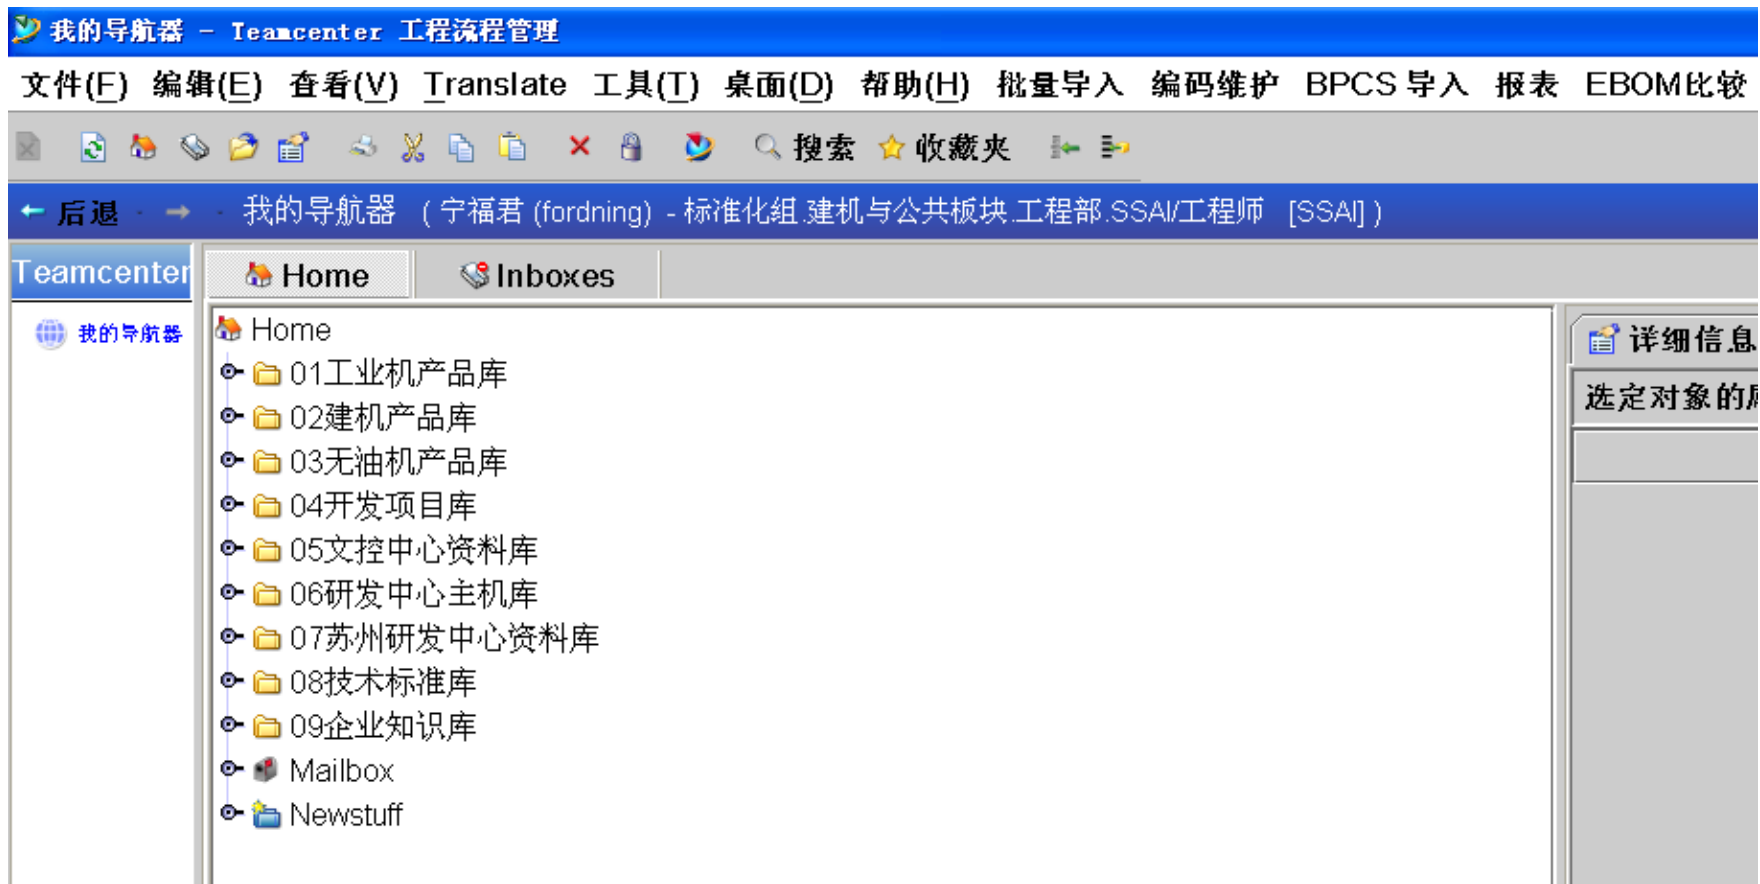 我的导航器 - Teamcenter 工程流程管理
文件(F) 编辑(E) 查看(V) Translate 工具(T) 桌面(D) 帮助(H) 批量导入 编码维护 BPCS 导入 报表 EBOM比较
搜索 收藏夹
后退 我的导航器 ( 宁福君 (fordning) - 标准化组.建机与公共板块.工程部.SSAI/工程师 [SSAI] )
Teamcenter Home Inboxes
我的导航器
Home
详细信息
01工业机产品库
选定对象的
02建机产品库
03无油机产品库
04开发项目库
05文控中心资料库
06研发中心主机库
07苏州研发中心资料库
08技术标准库
09企业知识库
Mailbox
Newstuff